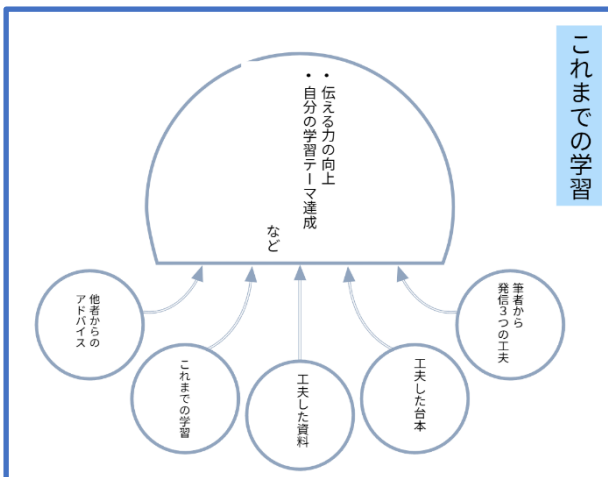 これまでの学習
・伝える力の向上
・自分の学習テーマ達成
など
筆者から
発信３つの工夫
工夫した台本
工夫した資料
これまでの学習
他者からの
アドバイス